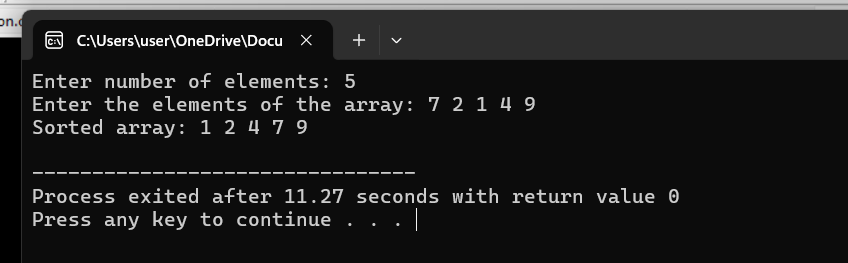 on.c
C:\Users\user\OneDrive\Docu
Enter number of elements: 5
Enter the elements of the array: 7 2 1 4 9
Sorted array: 1 2 4 7 9
--------------------------------
Process exited after 11.27 seconds with return value 0
Press any key to continue . . .